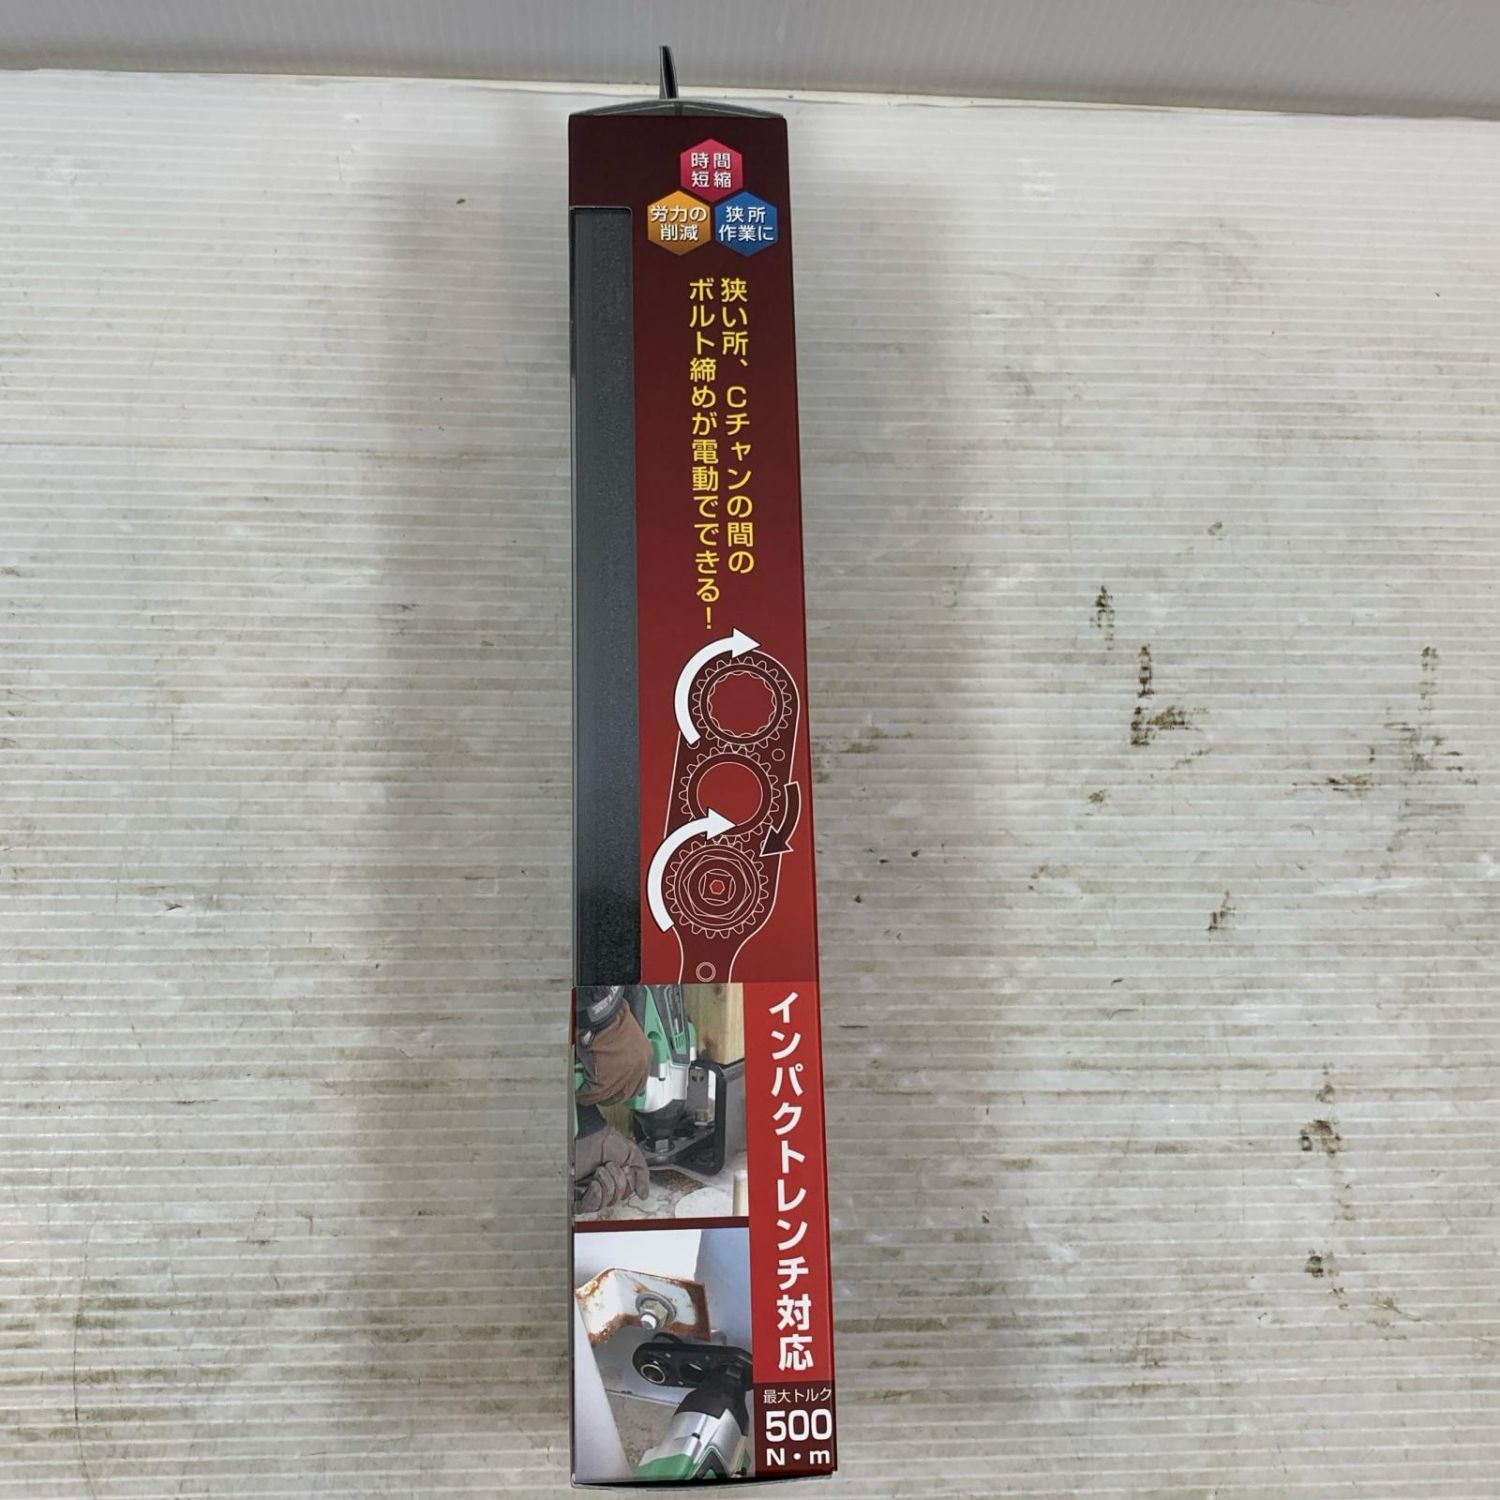 時間
短縮
労力の
削減
狭所
作業に
狭い所、Cチャンの間の
ボルト締めが電動でできる!
インパクトレンチ対応
最大トルク
500
N・m